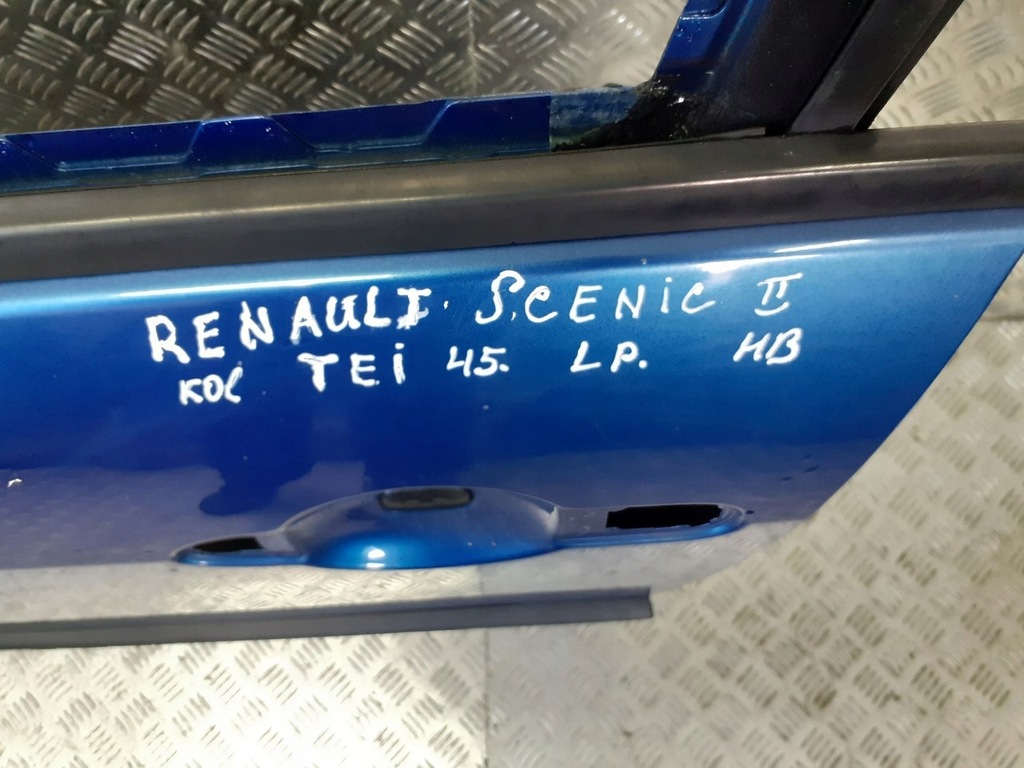 RENAULT SCENIC II
KOL TEI 45. LP. HB